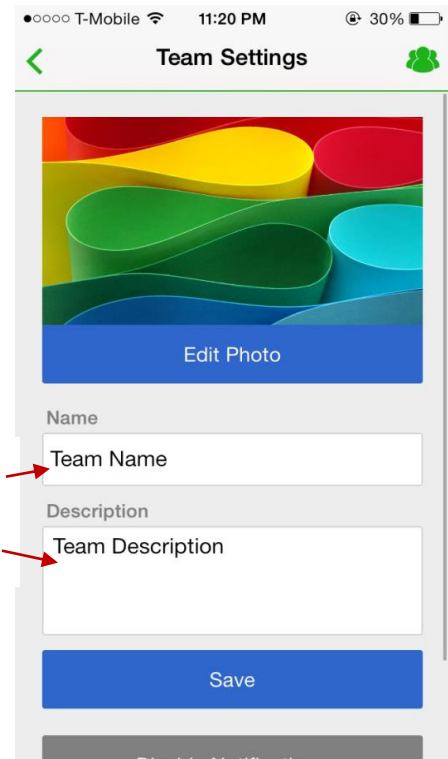 T-Mobile 11:20 PM 30%
Team Settings
Edit Photo
Name
Team Name
Description
Team Description
Save